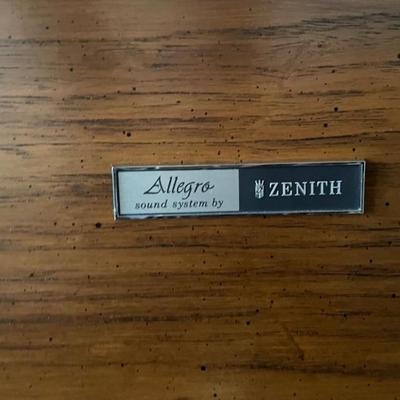 Allegro
sound system by
ZENITH